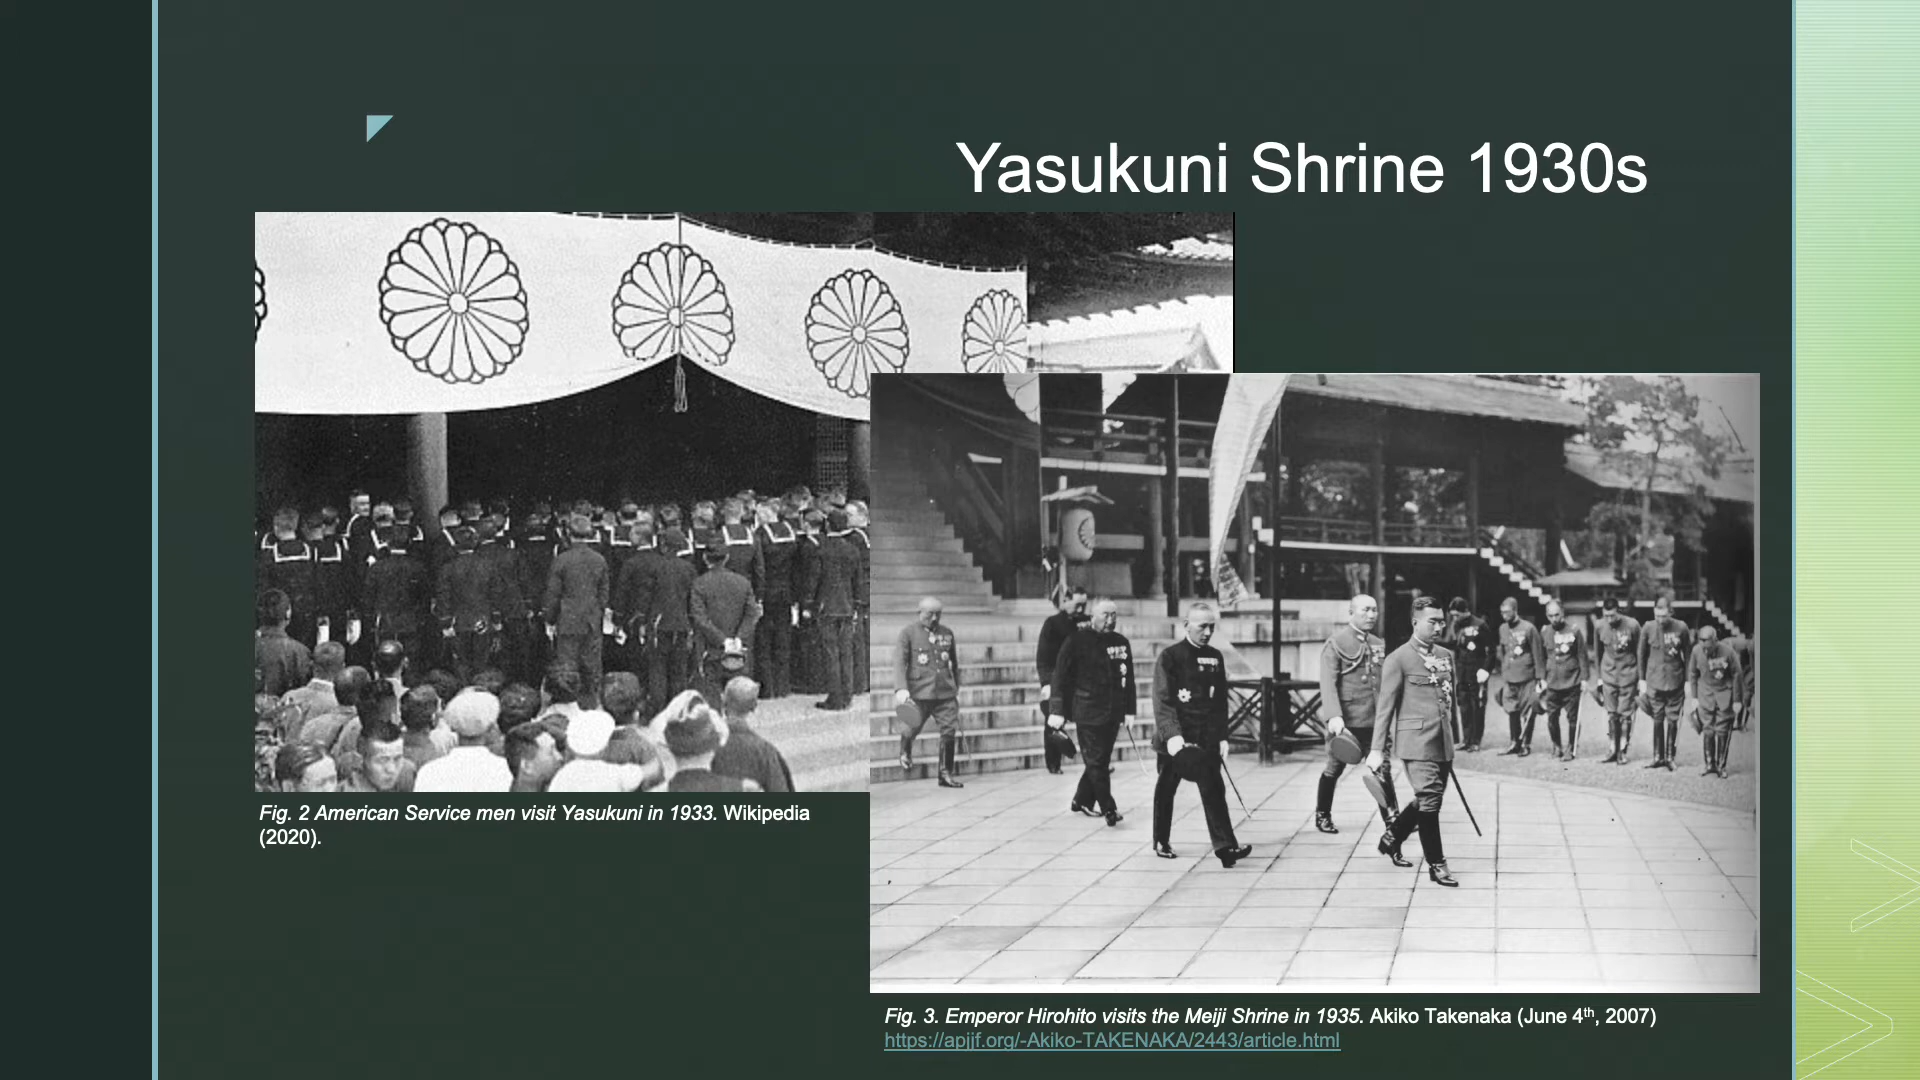 Yasukuni Shrine 1930s
Fig. 2 American Service men visit Yasukuni in 1933. Wikipedia
(2020).
Fig. 3. Emperor Hirohito visits the Meiji Shrine in 1935. Akiko Takenaka (June 4th, 2007)
https://apjjf.org/-Akiko-TAKENAKA/2443/article.html